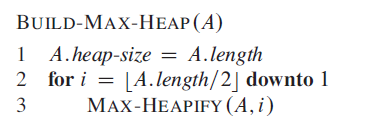 BUILD-MAX-HEAP(A)
1 A.heap-size = A.length
2 for i = ⌊A.length/2⌋ downto 1
3 MAX-HEAPIFY(A, i)